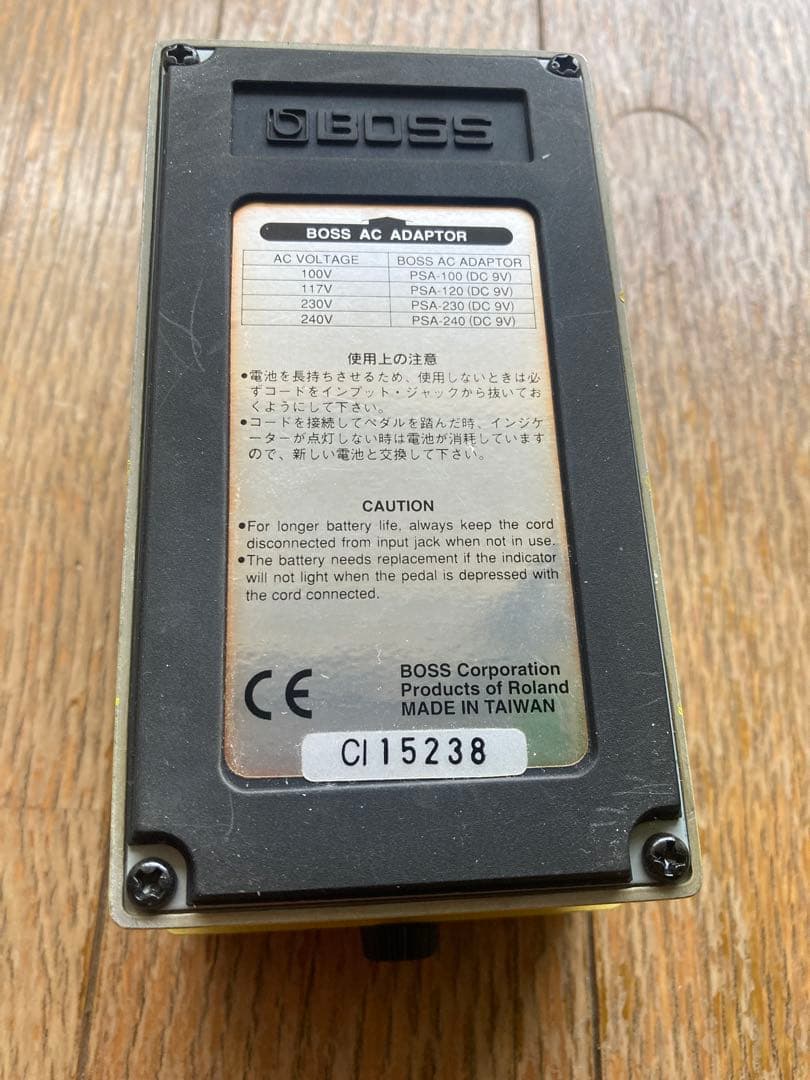 BOSS
BOSS AC ADAPTOR
AC VOLTAGE BOSS AC ADAPTOR
100V PSA-100 (DC 9V)
117V PSA-120 (DC 9V)
230V PSA-230 (DC 9V)
240V PSA-240 (DC 9V)
使用上の注意
●電池を長持ちさせるため、使用しないときは必
ずコードをインプット・ジャックから抜いてお
くようにして下さい。
●コードを接続してペダルを踏んだ時、インジケ
ーターが点灯しない時は電池が消耗しています
ので、新しい電池と交換して下さい。
CAUTION
●For longer battery life, always keep the cord
disconnected from input jack when not in use.
●The battery needs replacement if the indicator
will not light when the pedal is depressed with
the cord connected.
CE
BOSS Corporation
Products of Roland
MADE IN TAIWAN
CI 15238